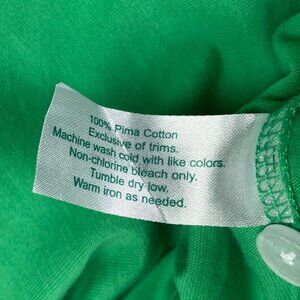 100% Pima Cotton
Exclusive of trims.
Machine wash cold with like colors.
Non-chlorine bleach only.
Tumble dry low.
Warm iron as needed.